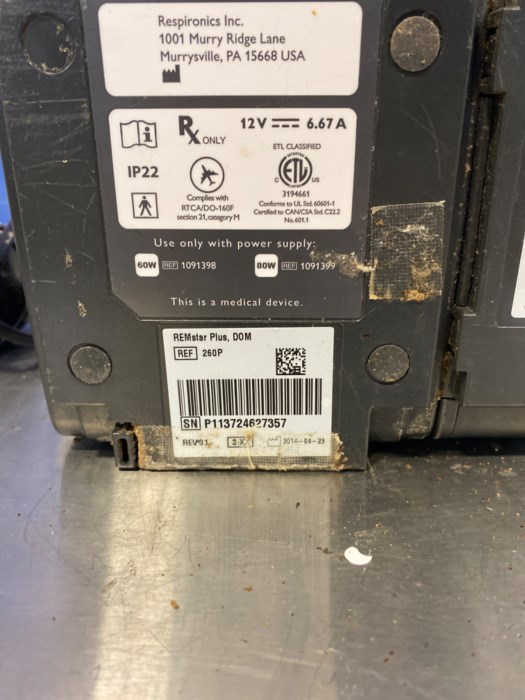 Respironics Inc.
1001 Murry Ridge Lane
Murrysville, PA 15668 USA
Rx ONLY
12V 6.67A
IP22
Complies with
RTCA/DO-160F
section 21, category M
ETL CLASSIFIED
C ETL US
3194661
Conforms to UL Std. 60601-1
Certified to CAN/CSA Std. C22.2
No. 601.1
Use only with power supply:
60W REF 1091398
80W REF 1091399
This is a medical device.
REMstar Plus, DOM
REF 260P
SN P113724627357
REV01 2014-04-29